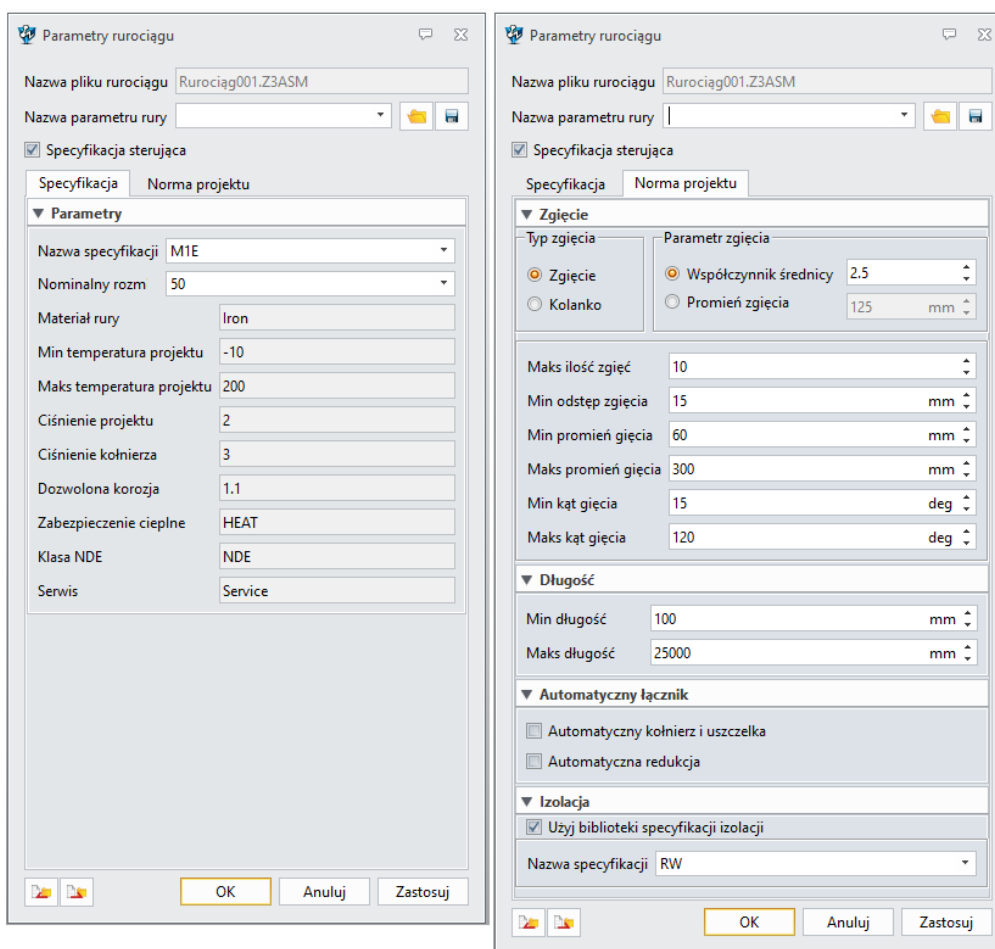 Parametry rurociągu
Nazwa pliku rurociągu Rurociąg001.Z3ASM
Nazwa parametru rury
Specyfikacja sterująca
Specyfikacja Norma projektu
Parametry
Nazwa specyfikacji M1E
Nominalny rozmi 50
Materiał rury Iron
Min temperatura projektu -10
Maks temperatura projektu 200
Ciśnienie projektu 2
Ciśnienie kołnierza 3
Dozwolona korozja 1.1
Zabezpieczenie cieplne HEAT
Klasa NDE NDE
Serwis Service
OK Anuluj Zastosuj
Parametry rurociągu
Nazwa pliku rurociągu Rurociąg001.Z3ASM
Nazwa parametru rury
Specyfikacja sterująca
Specyfikacja Norma projektu
Zgięcie
Typ zgięcia Parametr zgięcia
Zgięcie Współczynnik średnicy 2.5
Kolanko Promień zgięcia 125 mm
Maks ilość zgięć 10
Min odstęp zgięcia 15 mm
Min promień gięcia 60 mm
Maks promień gięcia 300 mm
Min kąt gięcia 15 deg
Maks kąt gięcia 120 deg
Długość
Min długość 100 mm
Maks długość 25000 mm
Automatyczny łącznik
Automatyczny kołnierz i uszczelka
Automatyczna redukcja
Izolacja
Użyj biblioteki specyfikacji izolacji
Nazwa specyfikacji RW
OK Anuluj Zastosuj